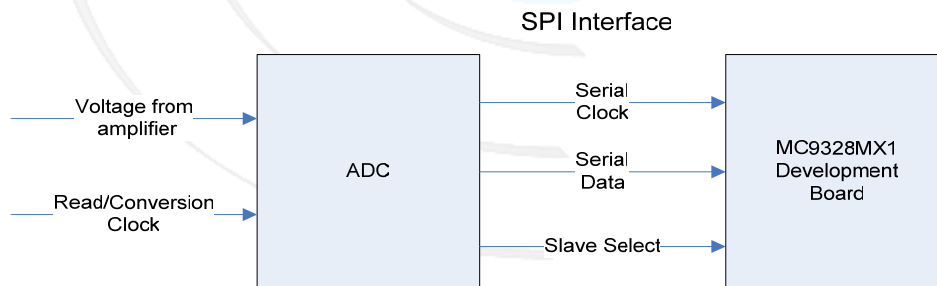 SPI Interface
Voltage from
amplifier
Read/Conversion
Clock
ADC
Serial
Clock
Serial
Data
Slave Select
MC9328MX1
Development
Board